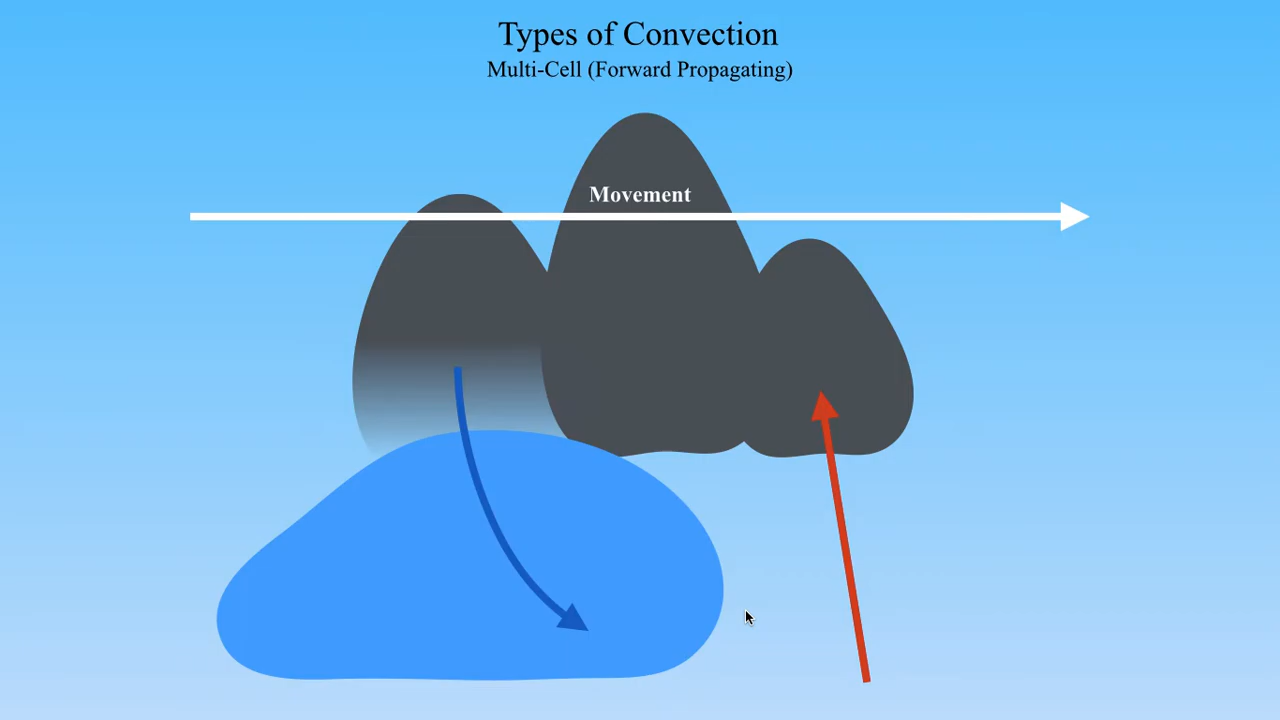 Types of Convection
Multi-Cell (Forward Propagating)
Movement